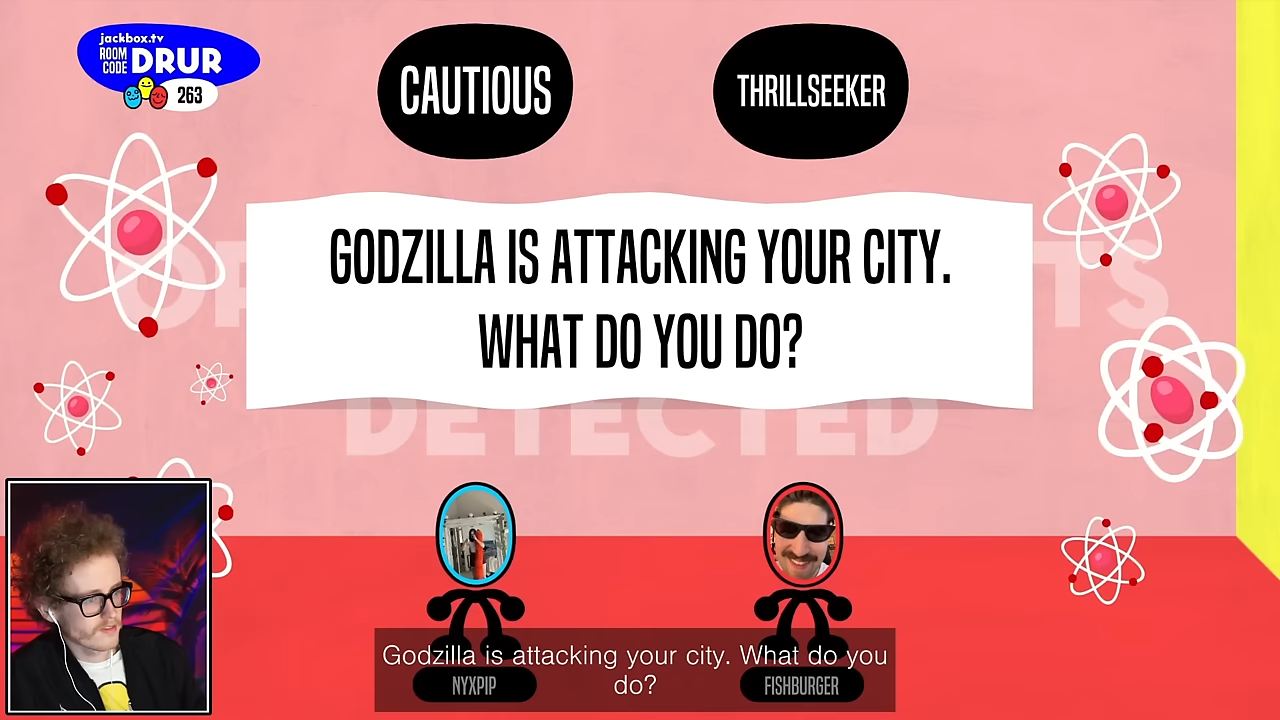 jackbox.tv
ROOM
CODE
DRUR
263
CAUTIOUS
THRILLSEEKER
GODZILLA IS ATTACKING YOUR CITY.
WHAT DO YOU DO?
DETECTED
Godzilla is attacking your city. What do you
do?
NYXPIP
FISHBURGER